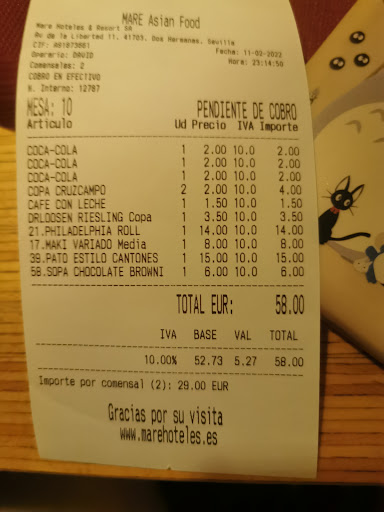 MARE Asian Food
Mare Hoteles & Resort SA
Av de la Libertad 11, 41703, Dos Hermanas, Sevilla
CIF: A91873081
Fecha: 11-02-2022
Operario: DAVID
Hora: 23:14:50
Comensales: 2
COBRO EN EFECTIVO
N. Interno: 12787
MESA: 10 PENDIENTE DE COBRO
Articulo Ud Precio IVA Importe
COCA-COLA 1 2.00 10.0 2.00
COCA-COLA 1 2.00 10.0 2.00
COCA-COLA 1 2.00 10.0 2.00
COPA CRUZCAMPO 2 2.00 10.0 4.00
CAFE CON LECHE 1 1.50 10.0 1.50
DRLOOSEN RIESLING Copa 1 3.50 10.0 3.50
21.PHILADELPHIA ROLL 1 14.00 10.0 14.00
17.MAKI VARIADO Media 1 8.00 10.0 8.00
39.PATO ESTILO CANTONES 1 15.00 10.0 15.00
58.SOPA CHOCOLATE BROWNI 1 6.00 10.0 6.00
TOTAL EUR: 58.00
IVA BASE VAL TOTAL
10.00% 52.73 5.27 58.00
Importe por comensal (2): 29.00 EUR
Gracias por su visita
www.marehoteles.es